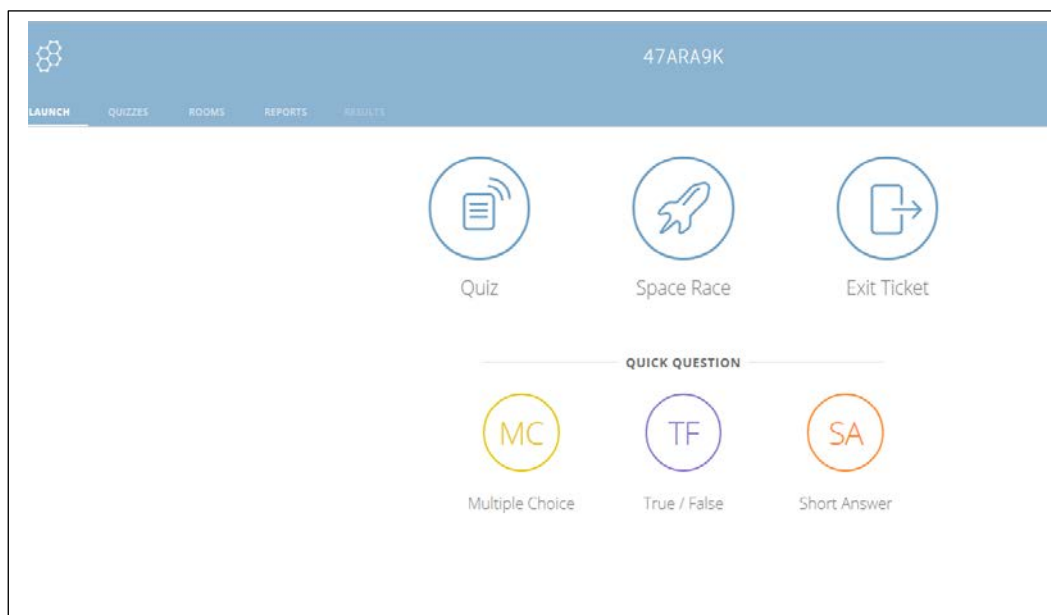 47ARA9K
LAUNCH QUIZZES ROOMS REPORTS RESULTS
Quiz Space Race Exit Ticket
QUICK QUESTION
MC TF SA
Multiple Choice True / False Short Answer